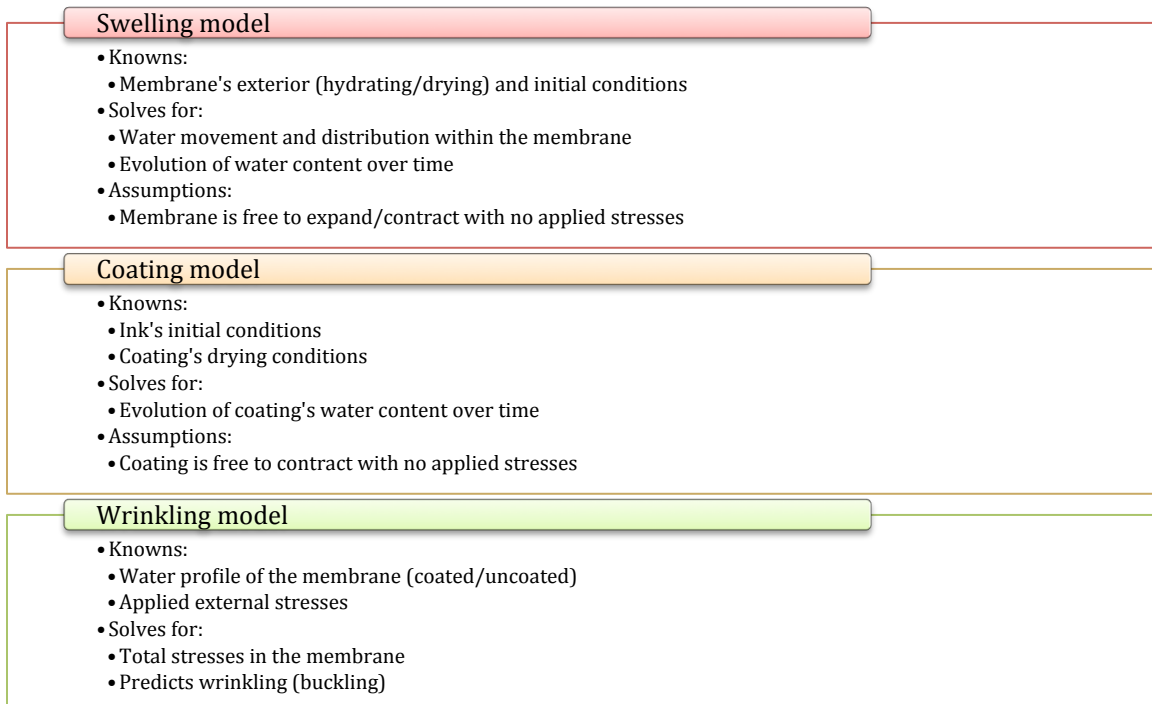 Swelling model
•Knowns:
•Membrane's exterior (hydrating/drying) and initial conditions
•Solves for:
•Water movement and distribution within the membrane
•Evolution of water content over time
•Assumptions:
•Membrane is free to expand/contract with no applied stresses
Coating model
•Knowns:
•Ink's initial conditions
•Coating's drying conditions
•Solves for:
•Evolution of coating's water content over time
•Assumptions:
•Coating is free to contract with no applied stresses
Wrinkling model
•Knowns:
•Water profile of the membrane (coated/uncoated)
•Applied external stresses
•Solves for:
•Total stresses in the membrane
•Predicts wrinkling (buckling)